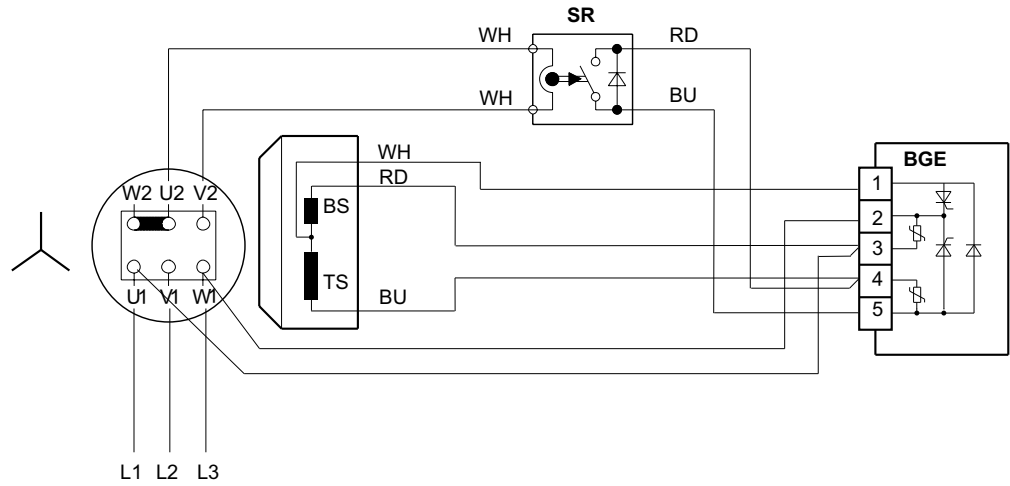 SR
WH RD
WH BU
BGE
WH
RD
W2 U2 V2
BS
TS
BU
U1 V1 W1
1
2
3
4
5
L1 L2 L3